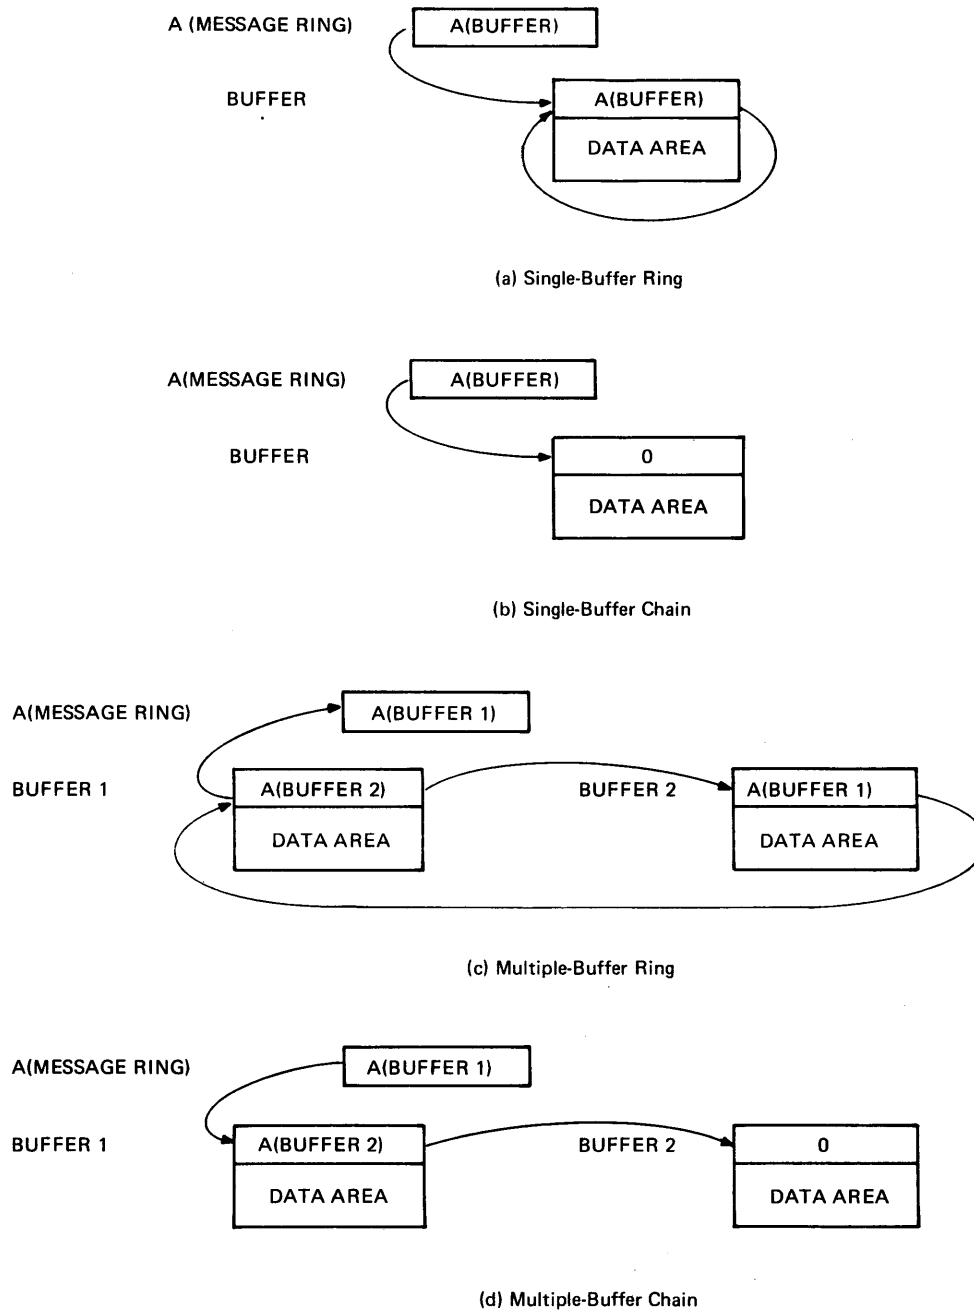 A (MESSAGE RING) A(BUFFER)
BUFFER A(BUFFER)
DATA AREA
(a) Single-Buffer Ring
A(MESSAGE RING) A(BUFFER)
BUFFER 0
DATA AREA
(b) Single-Buffer Chain
A(MESSAGE RING) A(BUFFER 1)
BUFFER 1 A(BUFFER 2) BUFFER 2 A(BUFFER 1)
DATA AREA DATA AREA
(c) Multiple-Buffer Ring
A(MESSAGE RING) A(BUFFER 1)
BUFFER 1 A(BUFFER 2) BUFFER 2 0
DATA AREA DATA AREA
(d) Multiple-Buffer Chain